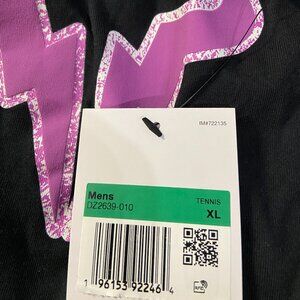 IM#722135
Mens
DZ2639-010
TENNIS
XL
1 96153 92246 4